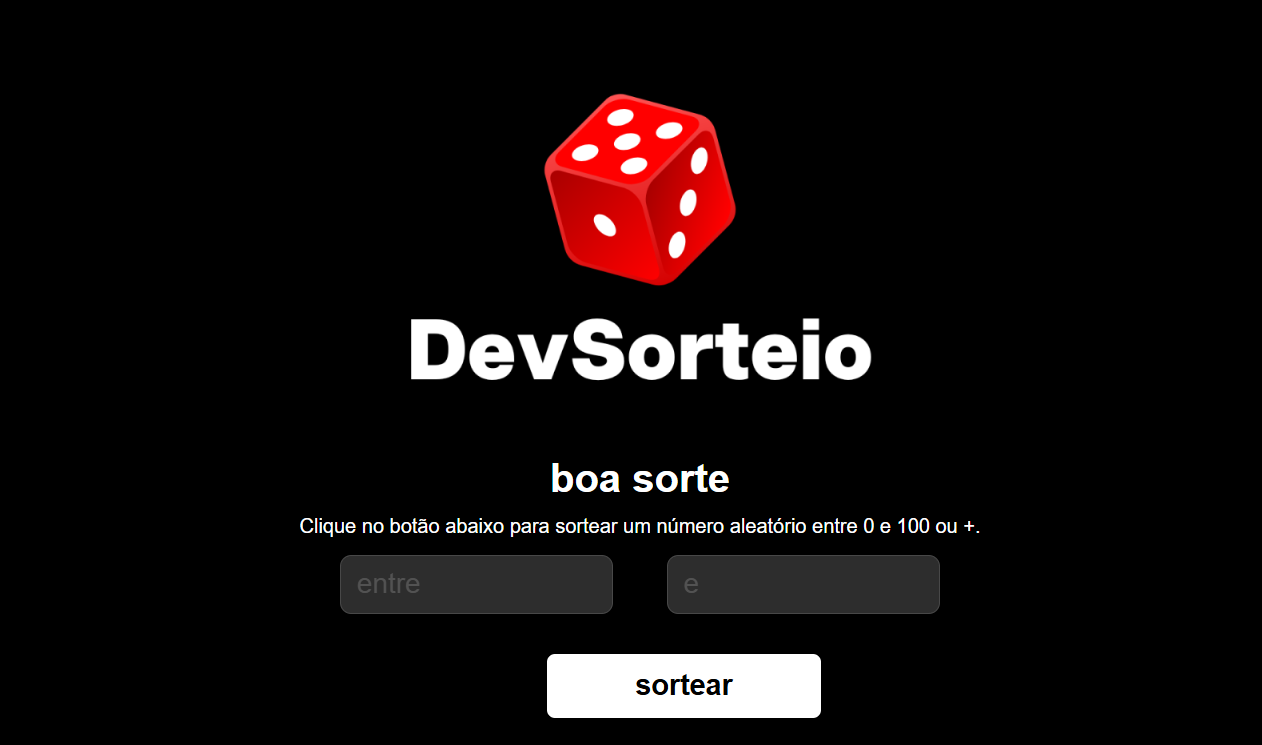 DevSorteio
boa sorte
Clique no botão abaixo para sortear um número aleatório entre 0 e 100 ou +.
entre
e
sortear